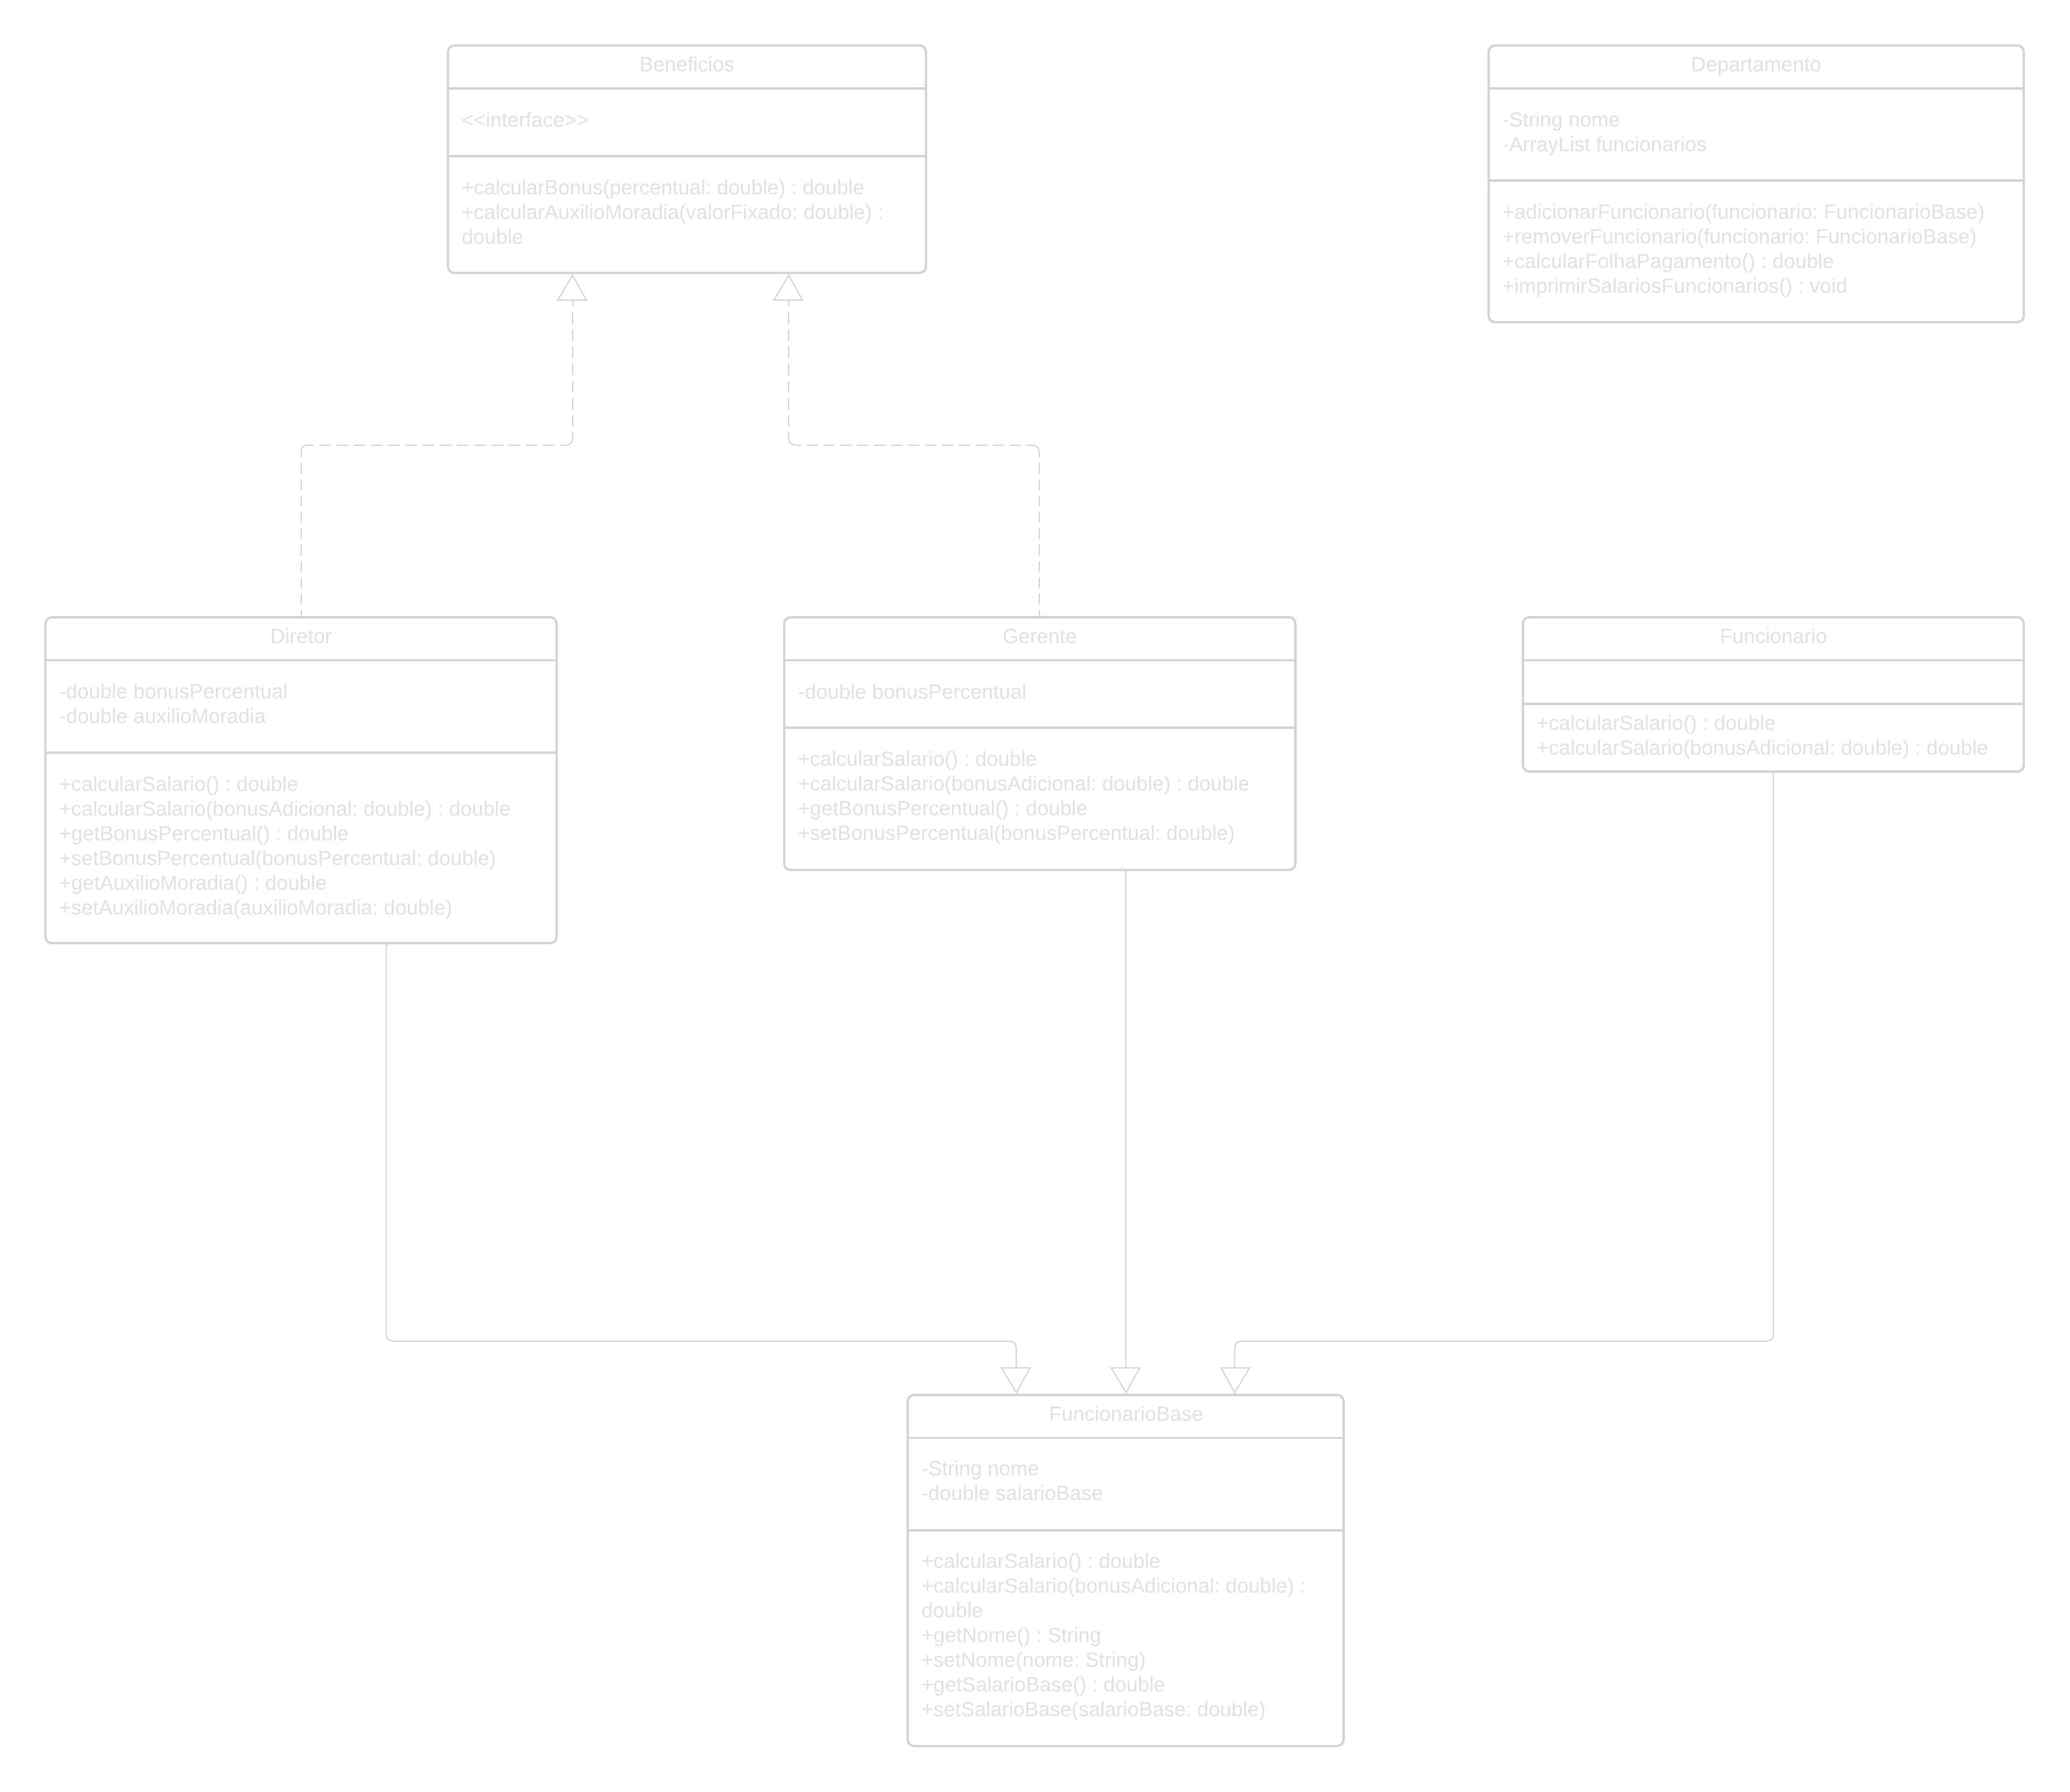 Beneficios
<<interface>>
+calcularBonus(percentual: double) : double
+calcularAuxilioMoradia(valorFixado: double) :
double
Departamento
-String nome
-ArrayList funcionarios
+adicionarFuncionario(funcionario: FuncionarioBase)
+removerFuncionario(funcionario: FuncionarioBase)
+calcularFolhaPagamento() : double
+imprimirSalariosFuncionarios() : void
Diretor
-double bonusPercentual
-double auxilioMoradia
+calcularSalario() : double
+calcularSalario(bonusAdicional: double) : double
+getBonusPercentual() : double
+setBonusPercentual(bonusPercentual: double)
+getAuxilioMoradia() : double
+setAuxilioMoradia(auxilioMoradia: double)
Gerente
-double bonusPercentual
+calcularSalario() : double
+calcularSalario(bonusAdicional: double) : double
+getBonusPercentual() : double
+setBonusPercentual(bonusPercentual: double)
Funcionario
+calcularSalario() : double
+calcularSalario(bonusAdicional: double) : double
FuncionarioBase
-String nome
-double salarioBase
+calcularSalario() : double
+calcularSalario(bonusAdicional: double) :
double
+getNome() : String
+setNome(nome: String)
+getSalarioBase() : double
+setSalarioBase(salarioBase: double)